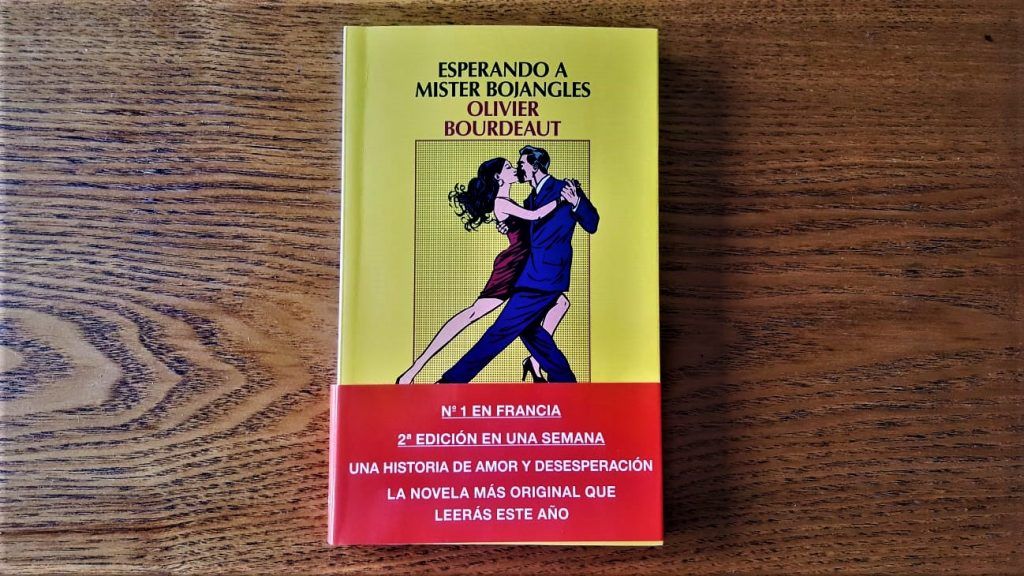 ESPERANDO A
MISTER BOJANGLES
OLIVIER
BOURDEAUT
Nº 1 EN FRANCIA
2ª EDICIÓN EN UNA SEMANA
UNA HISTORIA DE AMOR Y DESESPERACIÓN
LA NOVELA MÁS ORIGINAL QUE
LEERÁS ESTE AÑO